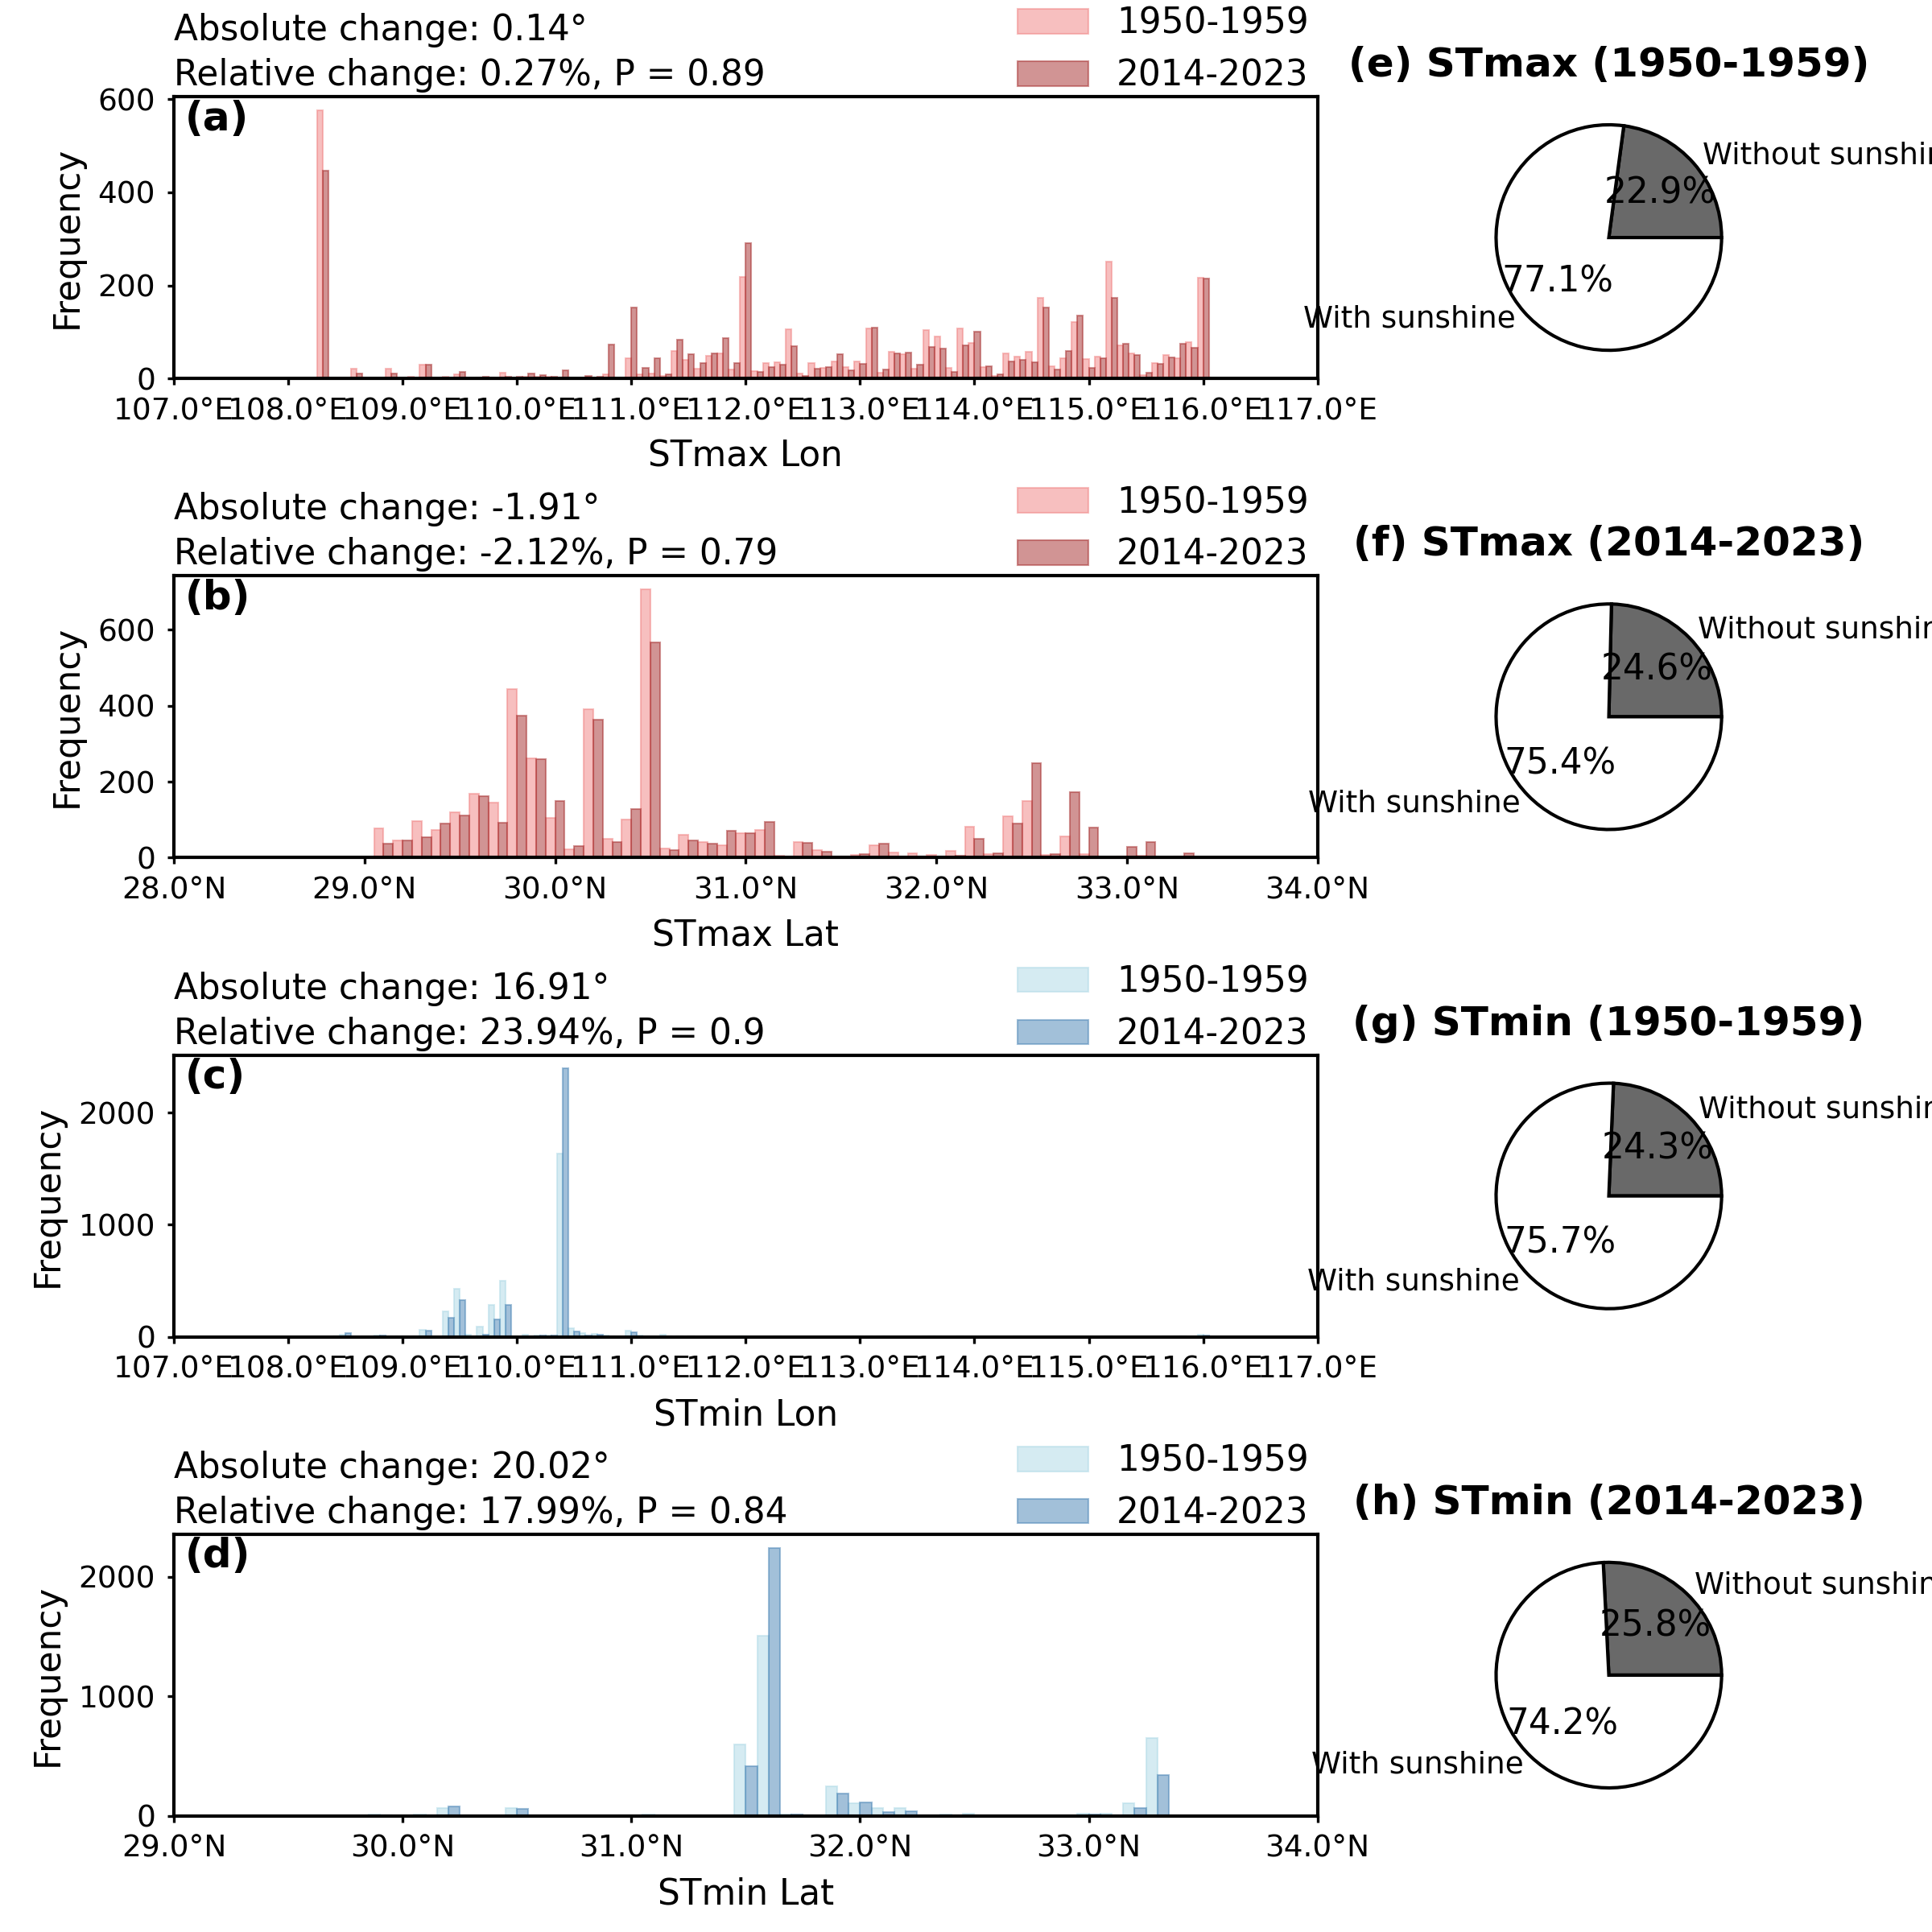 Absolute change: 0.14°
Relative change: 0.27%, P = 0.89
1950-1959
2014-2023
(a)
Frequency
600
400
200
0
107.0°E 108.0°E 109.0°E 110.0°E 111.0°E 112.0°E 113.0°E 114.0°E 115.0°E 116.0°E 117.0°E
STmax Lon
(e) STmax (1950-1959)
Without sunshin
22.9%
77.1%
With sunshine
Absolute change: -1.91°
Relative change: -2.12%, P = 0.79
1950-1959
2014-2023
(b)
Frequency
600
400
200
0
28.0°N 29.0°N 30.0°N 31.0°N 32.0°N 33.0°N 34.0°N
STmax Lat
(f) STmax (2014-2023)
Without sunshin
24.6%
75.4%
With sunshine
Absolute change: 16.91°
Relative change: 23.94%, P = 0.9
1950-1959
2014-2023
(c)
Frequency
2000
1000
0
107.0°E 108.0°E 109.0°E 110.0°E 111.0°E 112.0°E 113.0°E 114.0°E 115.0°E 116.0°E 117.0°E
STmin Lon
(g) STmin (1950-1959)
Without sunshin
24.3%
75.7%
With sunshine
Absolute change: 20.02°
Relative change: 17.99%, P = 0.84
1950-1959
2014-2023
(d)
Frequency
2000
1000
0
29.0°N 30.0°N 31.0°N 32.0°N 33.0°N 34.0°N
STmin Lat
(h) STmin (2014-2023)
Without sunshin
25.8%
74.2%
With sunshine